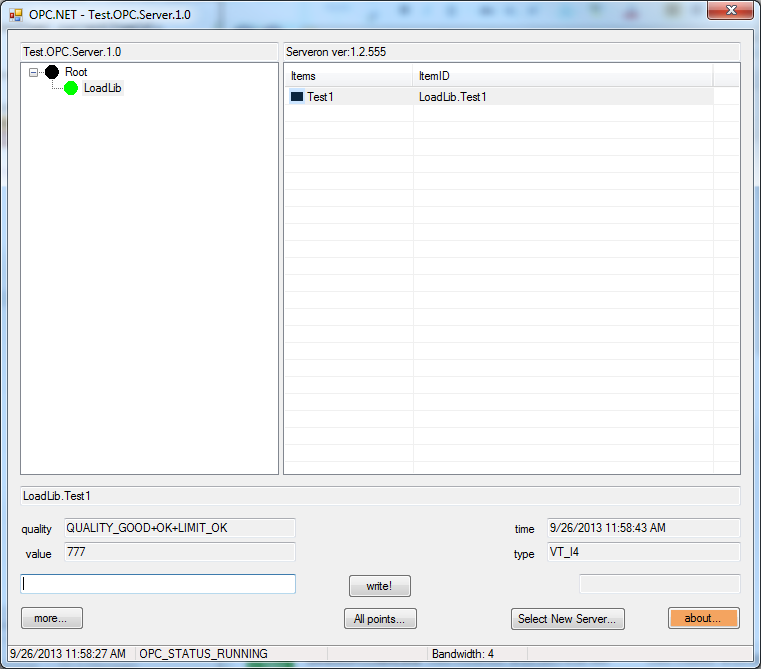 OPC.NET - Test.OPC.Server.1.0
Test.OPC.Server.1.0
Serveron ver:1.2.555
Root
LoadLib
Items ItemID
Test1 LoadLib.Test1
LoadLib.Test1
quality QUALITY_GOOD+OK+LIMIT_OK time 9/26/2013 11:58:43 AM
value 777 type VT_I4
write!
more... All points... Select New Server... about...
9/26/2013 11:58:27 AM OPC_STATUS_RUNNING Bandwidth: 4